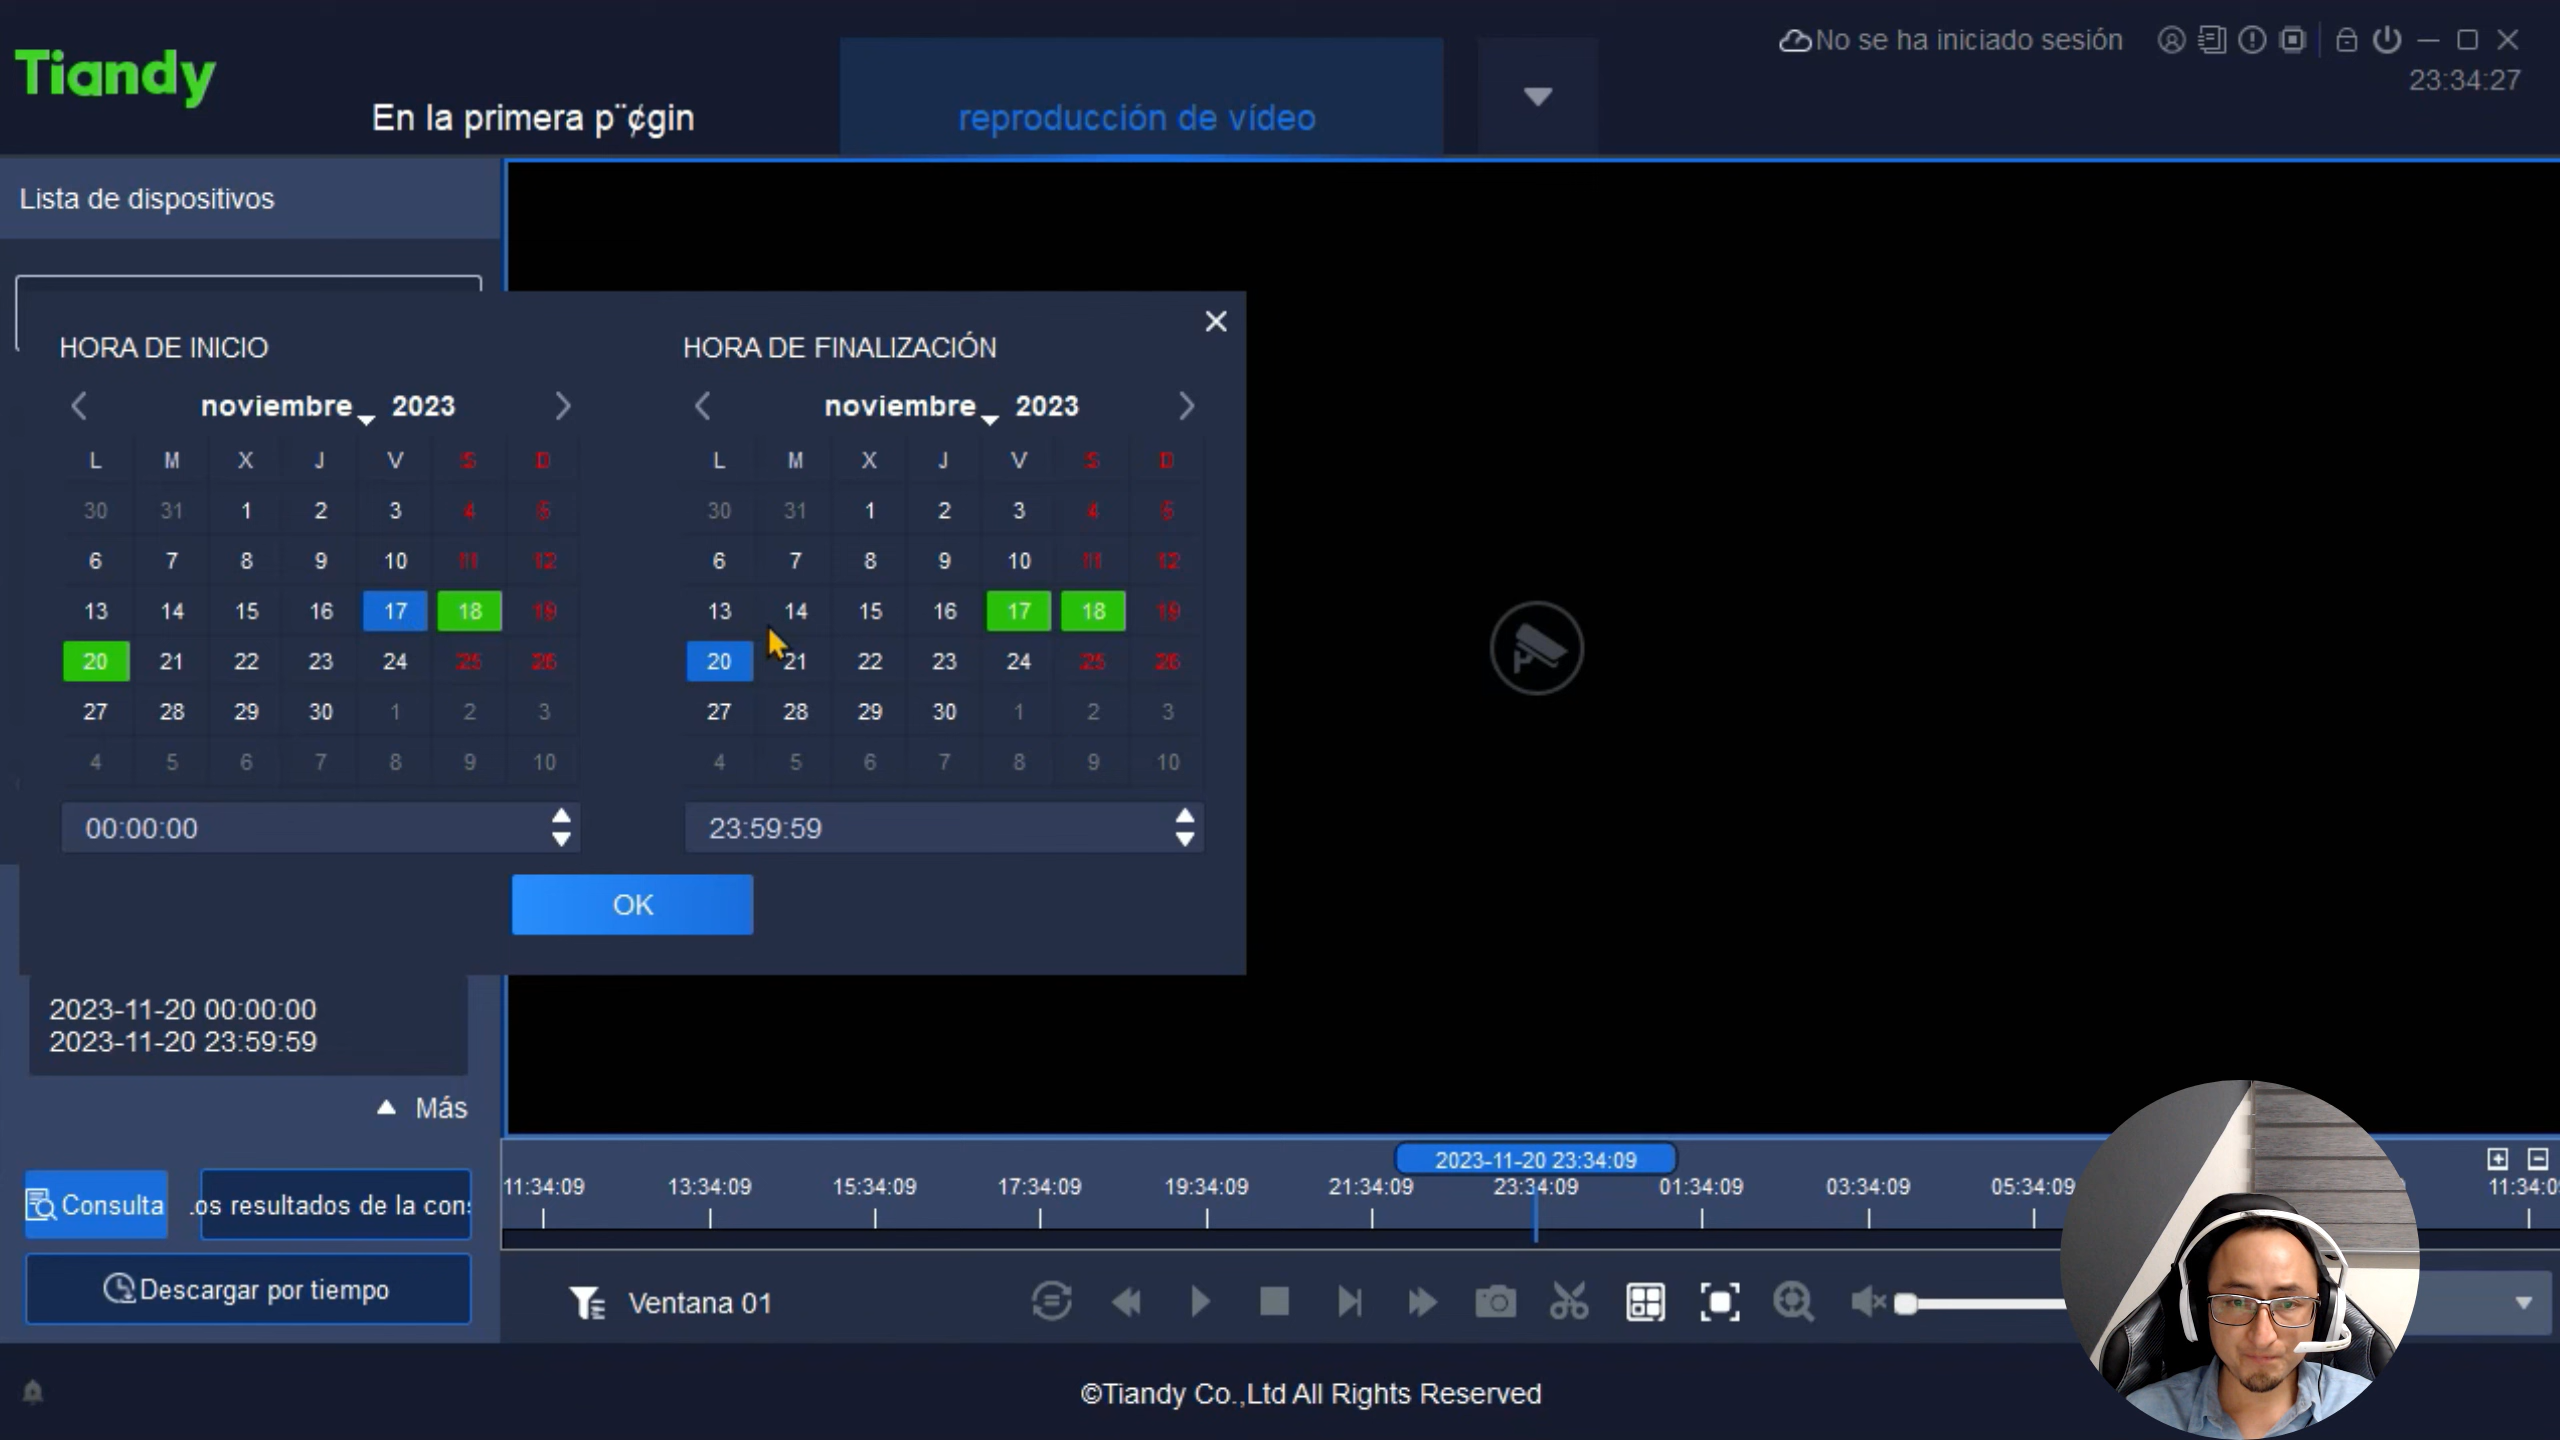 Tiandy
En la primera p¨¢gin
reproducción de vídeo
No se ha iniciado sesión
23:34:27
Lista de dispositivos
HORA DE INICIO
noviembre 2023
L M X J V S D
30 31 1 2 3 4 5
6 7 8 9 10 11 12
13 14 15 16 17 18 19
20 21 22 23 24 25 26
27 28 29 30 1 2 3
4 5 6 7 8 9 10
00:00:00
HORA DE FINALIZACIÓN
noviembre 2023
L M X J V S D
30 31 1 2 3 4 5
6 7 8 9 10 11 12
13 14 15 16 17 18 19
20 21 22 23 24 25 26
27 28 29 30 1 2 3
4 5 6 7 8 9 10
23:59:59
OK
2023-11-20 00:00:00
2023-11-20 23:59:59
Más
Consulta
.os resultados de la con
Descargar por tiempo
2023-11-20 23:34:09
11:34:09 13:34:09 15:34:09 17:34:09 19:34:09 21:34:09 23:34:09 01:34:09 03:34:09 05:34:09 11:34:0
Ventana 01
©Tiandy Co.,Ltd All Rights Reserved